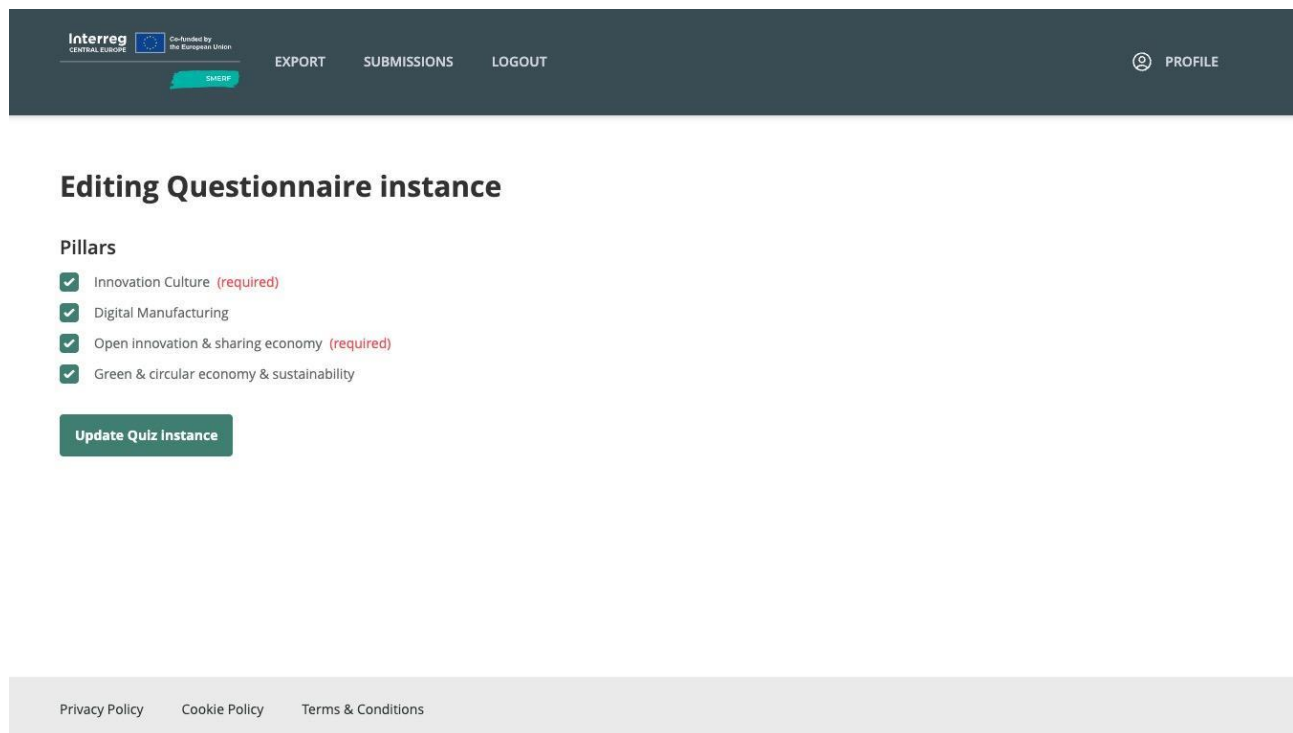 Interreg
CENTRAL EUROPE
Co-funded by
the European Union
SMERF
EXPORT SUBMISSIONS LOGOUT
PROFILE
Editing Questionnaire instance
Pillars
Innovation Culture (required)
Digital Manufacturing
Open innovation & sharing economy (required)
Green & circular economy & sustainability
Update Quiz instance
Privacy Policy Cookie Policy Terms & Conditions